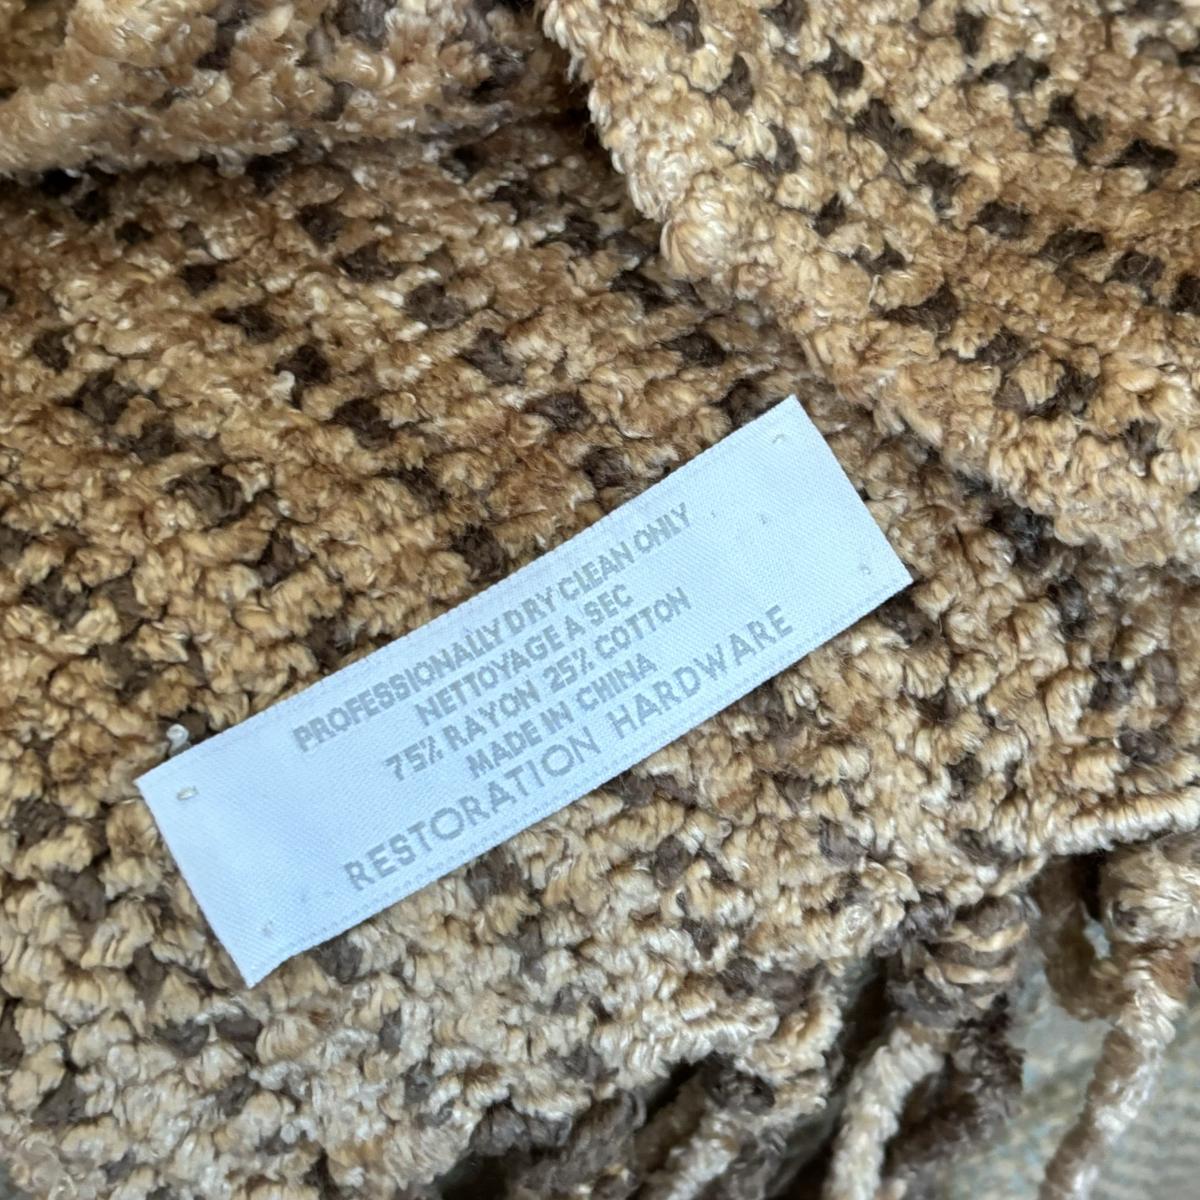 PROFESSIONALLY DRY CLEAN ONLY
NETTOYAGE A SEC
75% RAYON 25% COTTON
MADE IN CHINA
RESTORATION HARDWARE